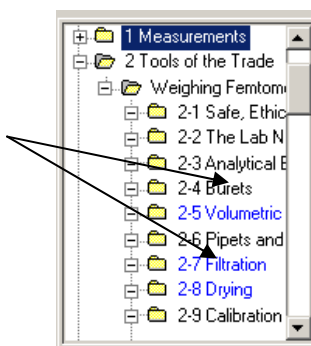 1 Measurements
2 Tools of the Trade
Weighing Femtom
2-1 Safe, Ethic
2-2 The Lab N
2-3 Analytical
2-4 Burets
2-5 Volumetric
2-6 Pipets and
2-7 Filtration
2-8 Drying
2-9 Calibration